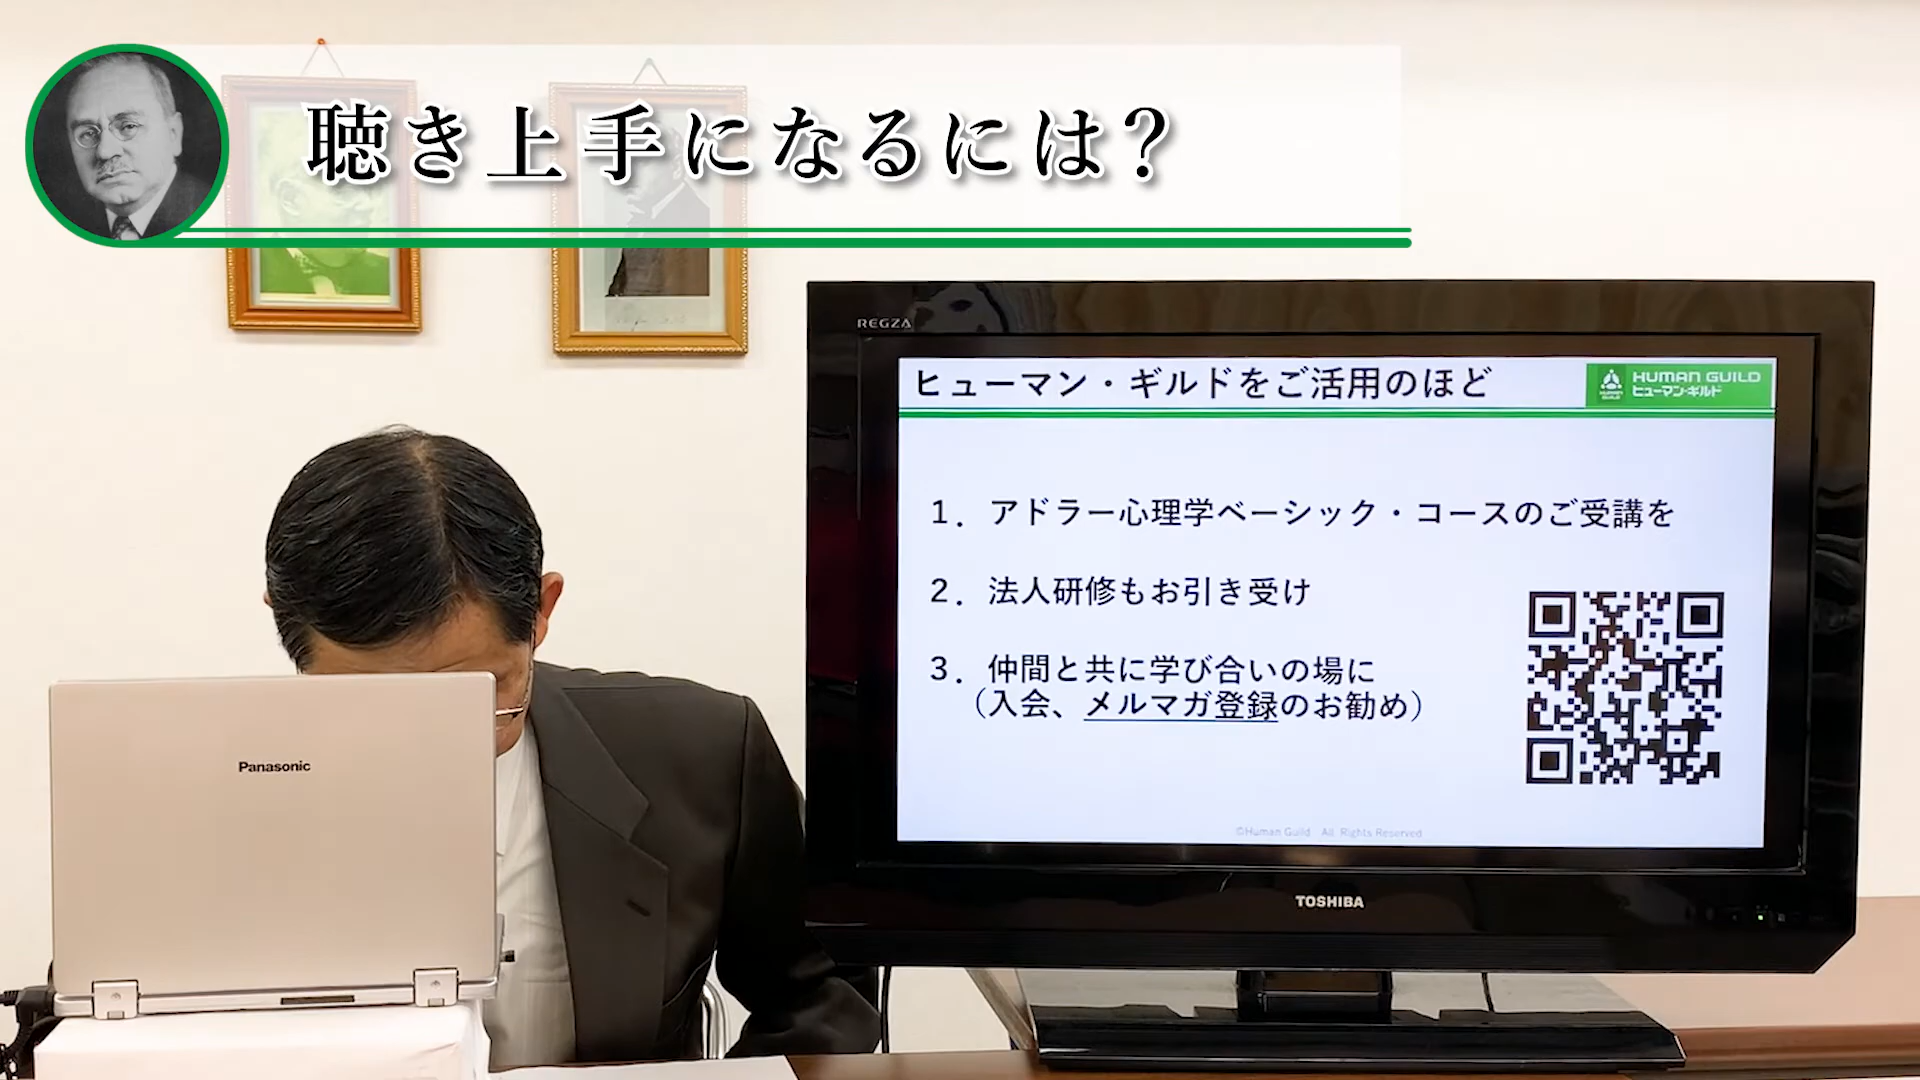 聴き上手になるには?
REGZA
ヒューマン・ギルドをご活用のほど
HUMAN GUILD
ヒューマン・ギルド
1．アドラー心理学ベーシック・コースのご受講を
2．法人研修もお引き受け
3．仲間と共に学び合いの場に
（入会、メルマガ登録のお勧め）
©Human Guild All Rights Reserved
TOSHIBA
Panasonic